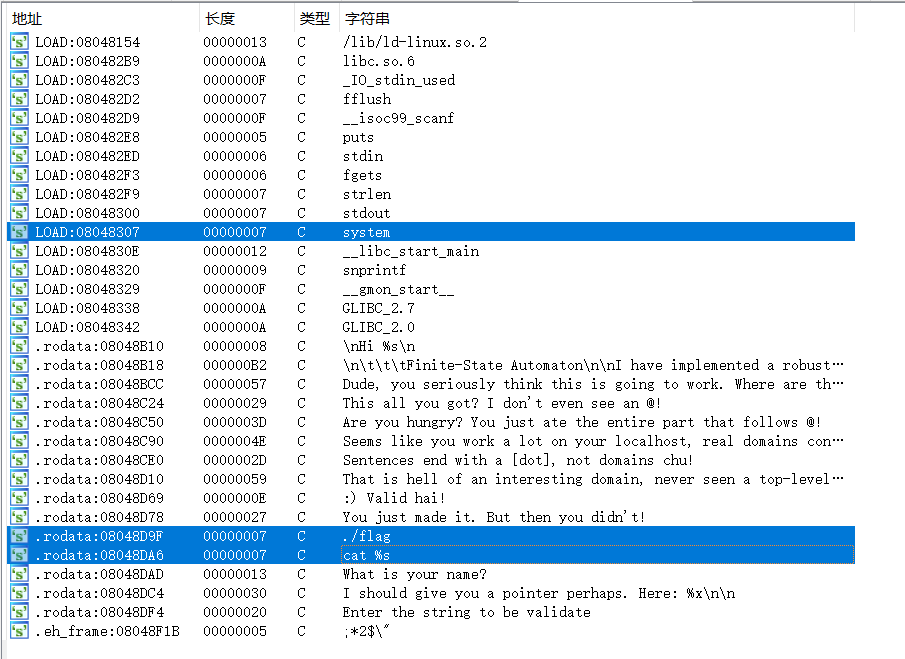 地址 长度 类型 字符串
LOAD:08048154 00000013 C /lib/ld-linux.so.2
LOAD:080482B9 0000000A C libc.so.6
LOAD:080482C3 0000000F C _IO_stdin_used
LOAD:080482D2 00000007 C fflush
LOAD:080482D9 0000000F C __isoc99_scanf
LOAD:080482E8 00000005 C puts
LOAD:080482ED 00000006 C stdin
LOAD:080482F3 00000006 C fgets
LOAD:080482F9 00000007 C strlen
LOAD:08048300 00000007 C stdout
LOAD:08048307 00000007 C system
LOAD:0804830E 00000012 C __libc_start_main
LOAD:08048320 00000009 C snprintf
LOAD:08048329 0000000F C __gmon_start__
LOAD:08048338 0000000A C GLIBC_2.7
LOAD:08048342 0000000A C GLIBC_2.0
.rodata:08048B10 00000008 C \nHi %s\n
.rodata:08048B18 000000B2 C \n\t\t\tFinite-State Automaton\n\nI have implemented a robust…
.rodata:08048BCC 00000057 C Dude, you seriously think this is going to work. Where are th…
.rodata:08048C24 00000029 C This all you got? I don't even see an @!
.rodata:08048C50 0000003D C Are you hungry? You just ate the entire part that follows @!
.rodata:08048C90 0000004E C Seems like you work a lot on your localhost, real domains con…
.rodata:08048CE0 0000002D C Sentences end with a [dot], not domains chu!
.rodata:08048D10 00000059 C That is hell of an interesting domain, never seen a top-level…
.rodata:08048D69 0000000E C :) Valid hai!
.rodata:08048D78 00000027 C You just made it. But then you didn't!
.rodata:08048D9F 00000007 C ./flag
.rodata:08048DA6 00000007 C cat %s
.rodata:08048DAD 00000013 C What is your name?
.rodata:08048DC4 00000030 C I should give you a pointer perhaps. Here: %x\n\n
.rodata:08048DF4 00000020 C Enter the string to be validate
.eh_frame:08048F1B 00000005 C ;*2$\"